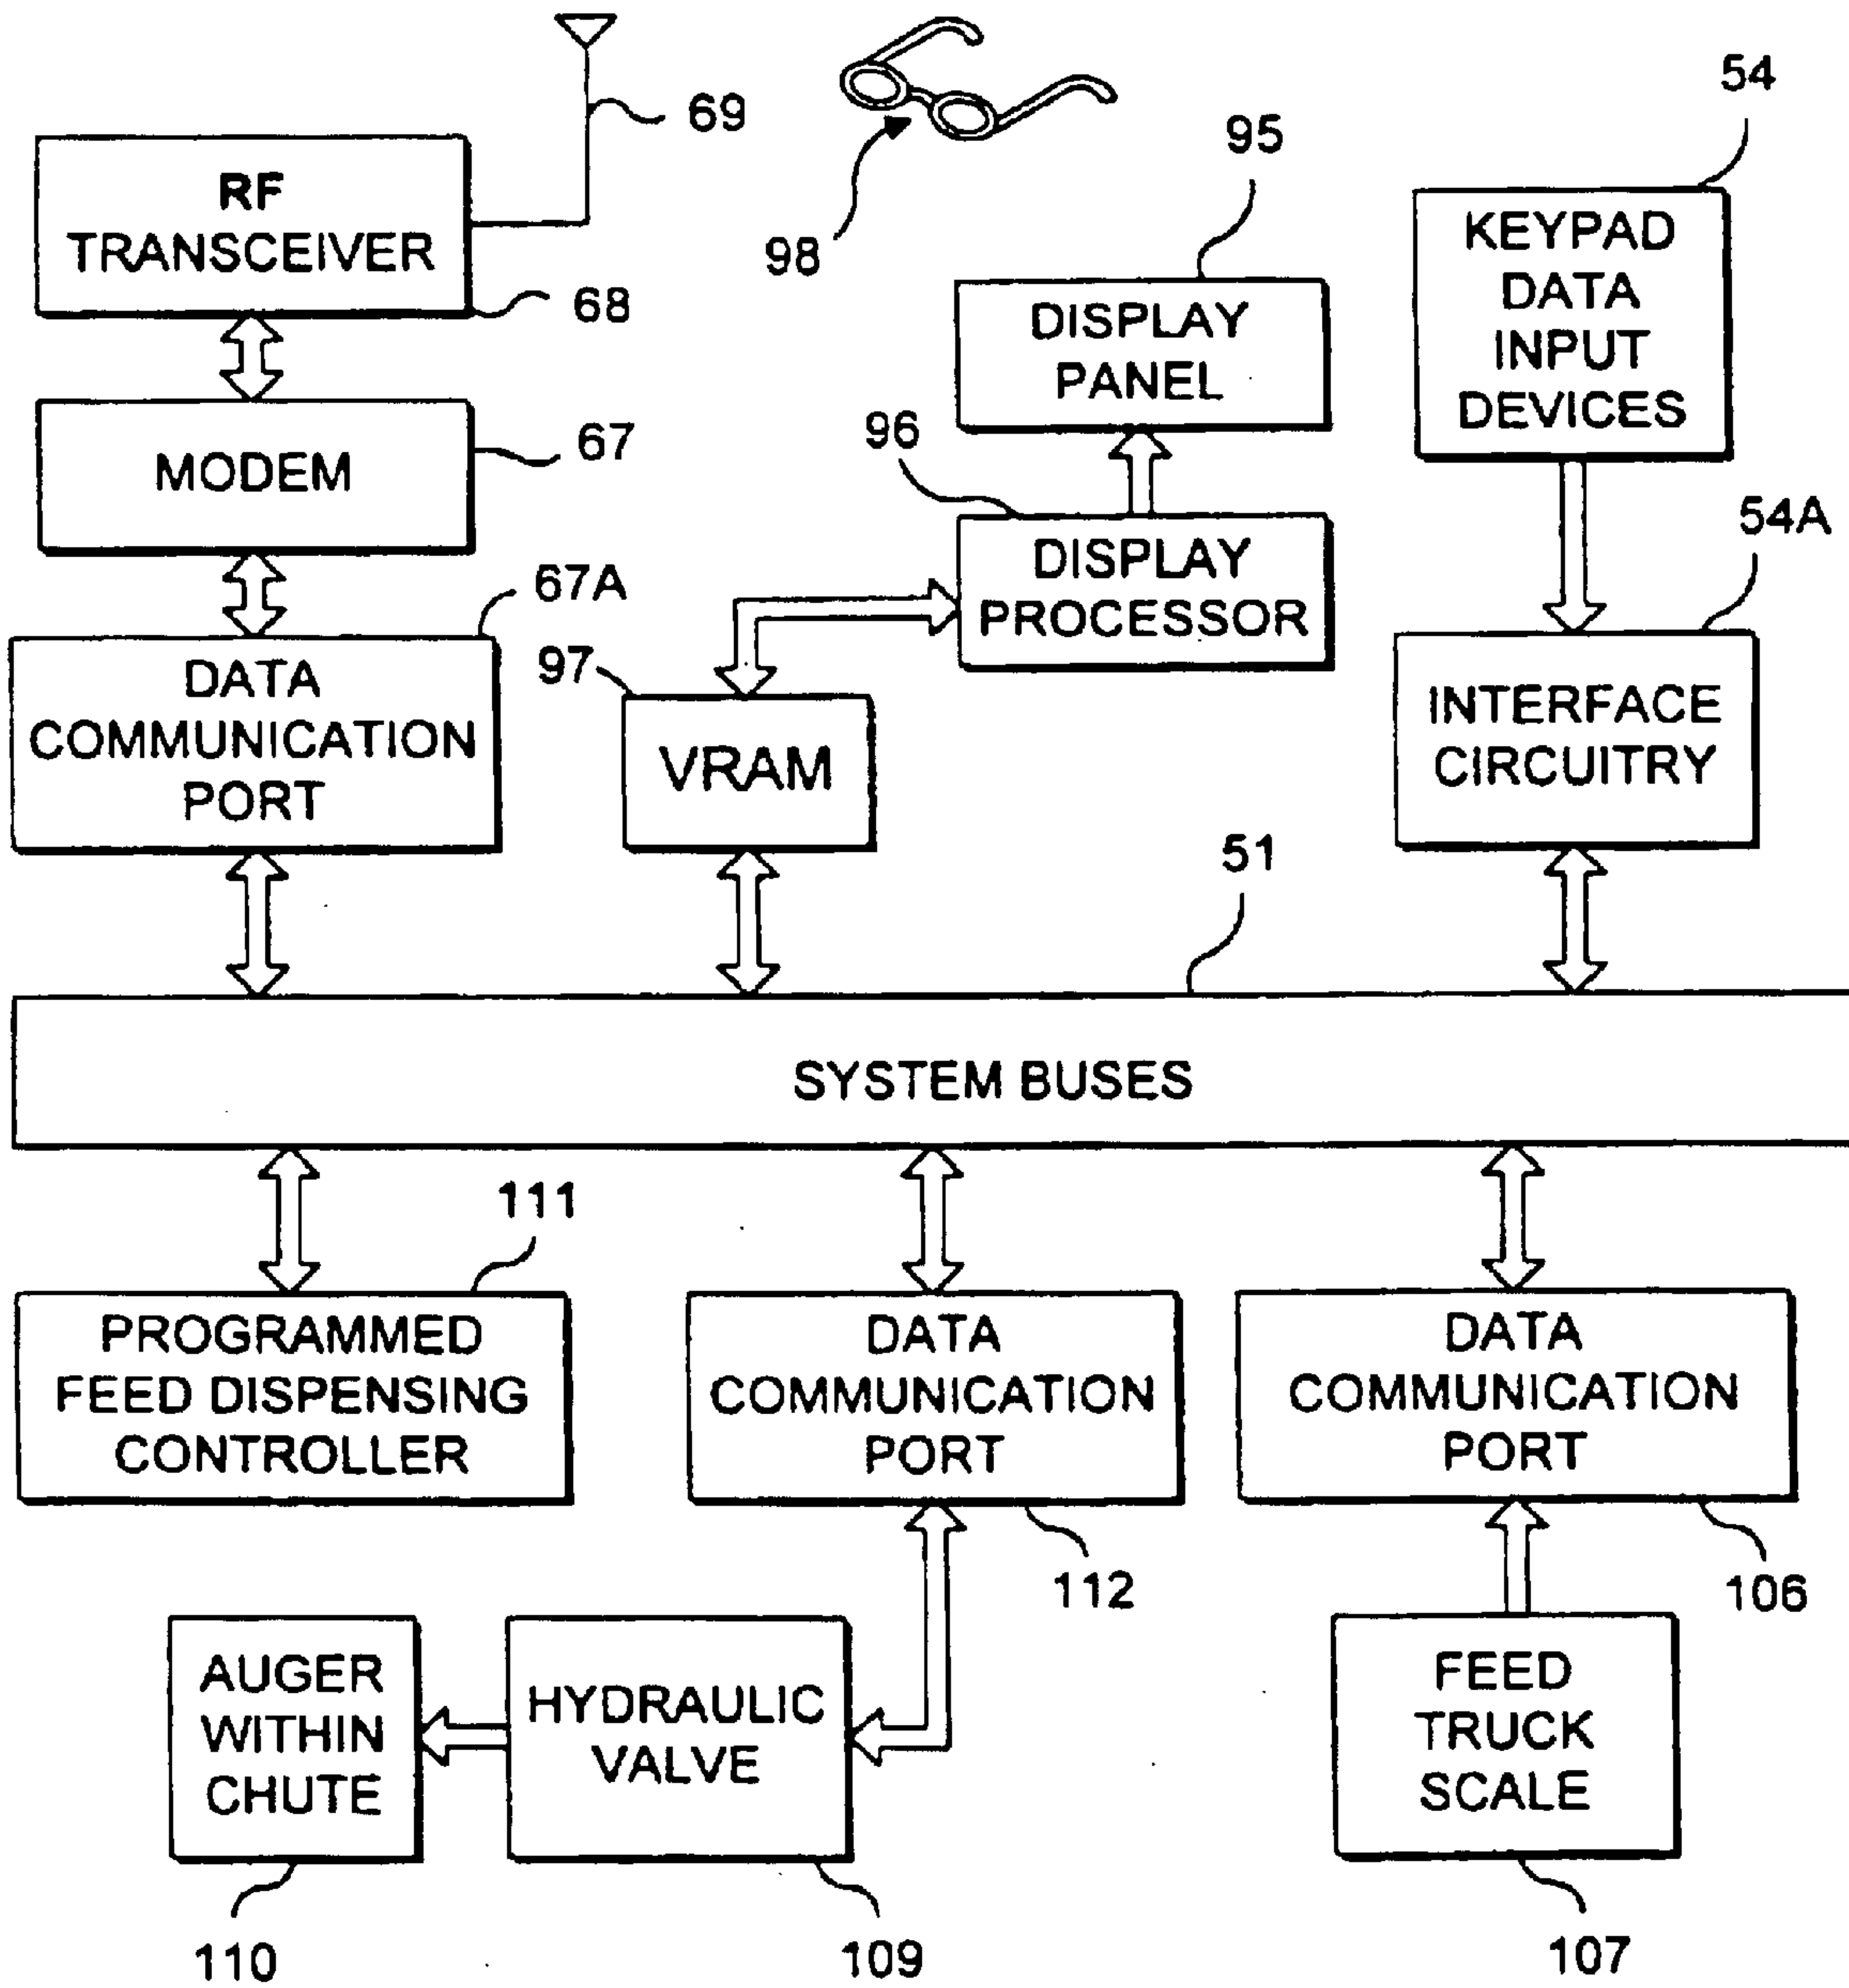 69
54
95
RF
TRANSCEIVER
98
KEYPAD
DATA
INPUT
DEVICES
68
DISPLAY
PANEL
MODEM
67
96
54A
67A
DISPLAY
PROCESSOR
DATA
COMMUNICATION
PORT
97
VRAM
INTERFACE
CIRCUITRY
51
SYSTEM BUSES
111
PROGRAMMED
FEED DISPENSING
CONTROLLER
DATA
COMMUNICATION
PORT
DATA
COMMUNICATION
PORT
112
106
AUGER
WITHIN
CHUTE
HYDRAULIC
VALVE
FEED
TRUCK
SCALE
110
109
107